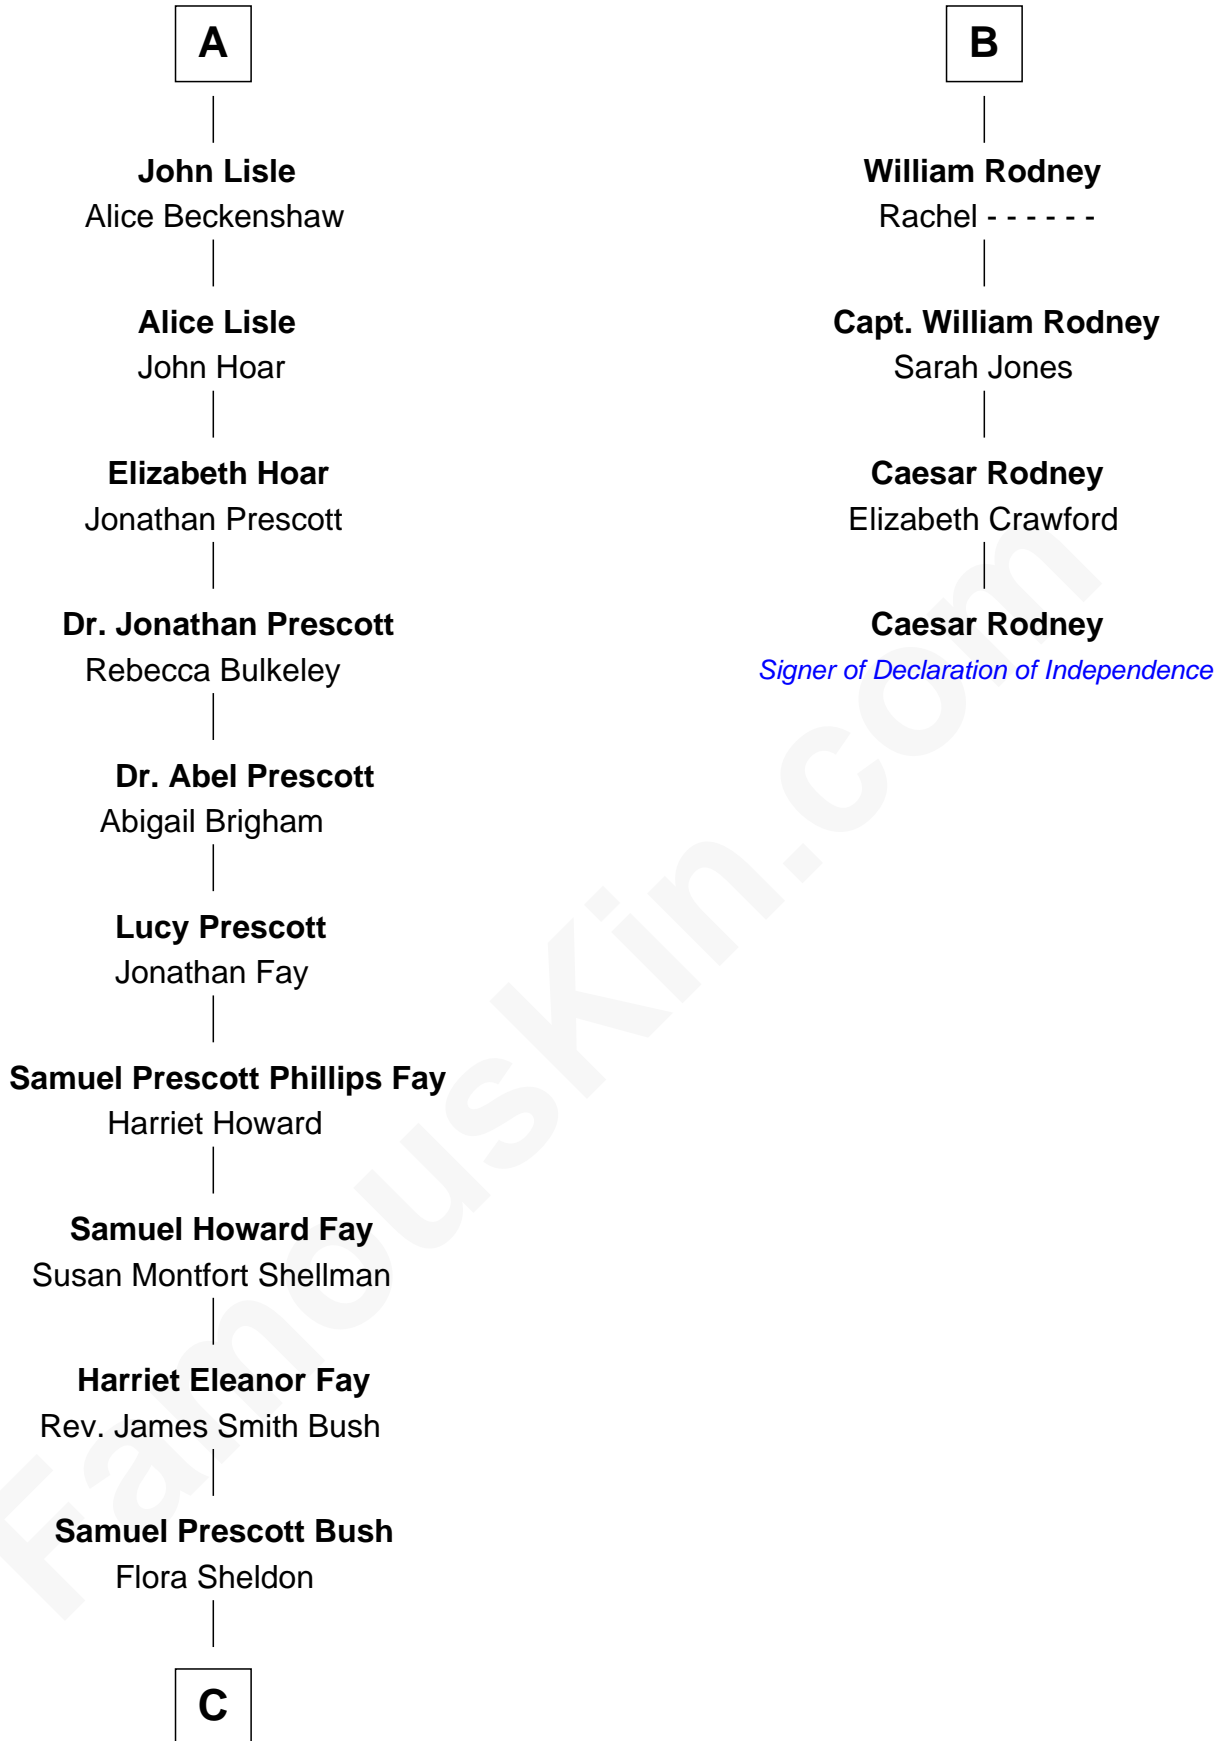 A
John Lisle
Alice Beckenshaw
Alice Lisle
John Hoar
Elizabeth Hoar
Jonathan Prescott
Dr. Jonathan Prescott
Rebecca Bulkeley
Dr. Abel Prescott
Abigail Brigham
Lucy Prescott
Jonathan Fay
Samuel Prescott Phillips Fay
Harriet Howard
Samuel Howard Fay
Susan Montfort Shellman
Harriet Eleanor Fay
Rev. James Smith Bush
Samuel Prescott Bush
Flora Sheldon
C
B
William Rodney
Rachel - - - - - -
Capt. William Rodney
Sarah Jones
Caesar Rodney
Elizabeth Crawford
Caesar Rodney
Signer of Declaration of Independence
FamousKin.com